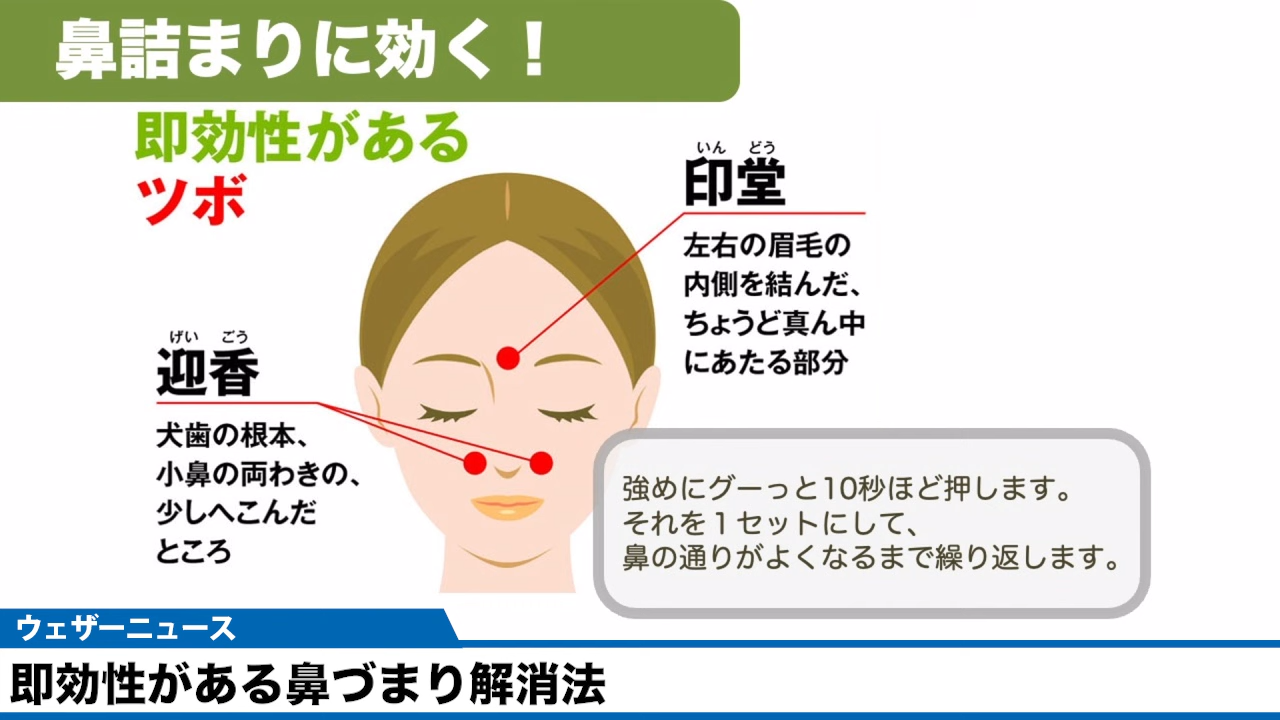 鼻詰まりに効く！
即効性がある
ツボ
いん どう
印堂
左右の眉毛の
内側を結んだ、
ちょうど真ん中
にあたる部分
げい ごう
迎香
犬歯の根本、
小鼻の両わきの、
少しへこんだ
ところ
強めにグーっと10秒ほど押します。
それを１セットにして、
鼻の通りがよくなるまで繰り返します。
ウェザーニュース
即効性がある鼻づまり解消法